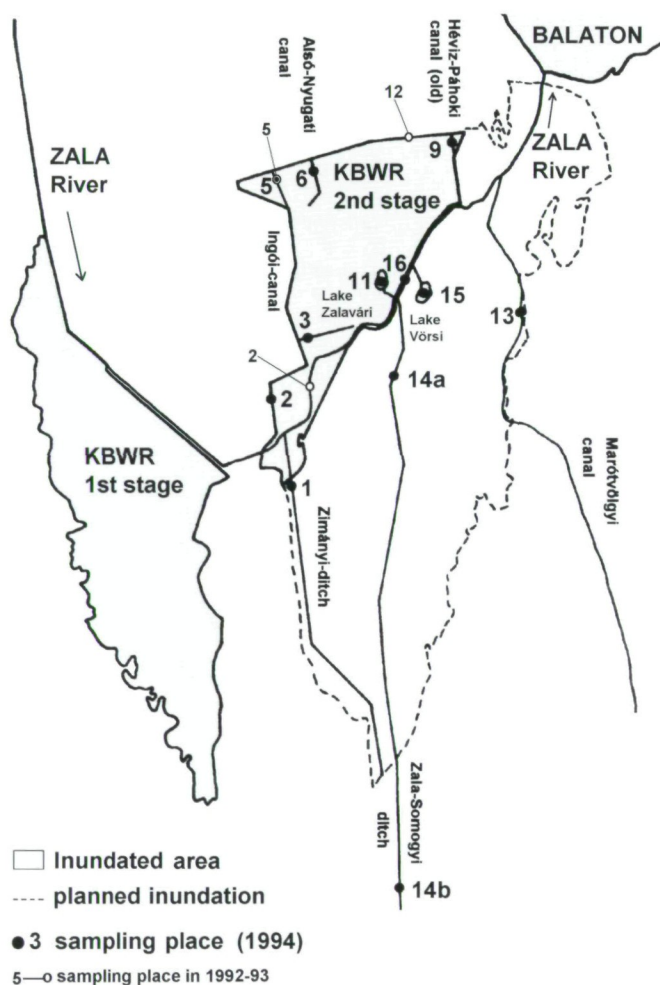 BALATON
Hévíz-Páhoki
canal (old)
Alsó-Nyugati
canal
12
ZALA
River
5
5
6
9
KBWR
2nd stage
ZALA
River
Ingói-canal
11
16
15
13
3
Lake
Zalavári
Lake
Vörsi
2
2
14a
KBWR
1st stage
1
Zimányi-ditch
Marótvölgyi
canal
Zala-Somogyi
ditch
14b
Inundated area
planned inundation
3 sampling place (1994)
5 sampling place in 1992-93